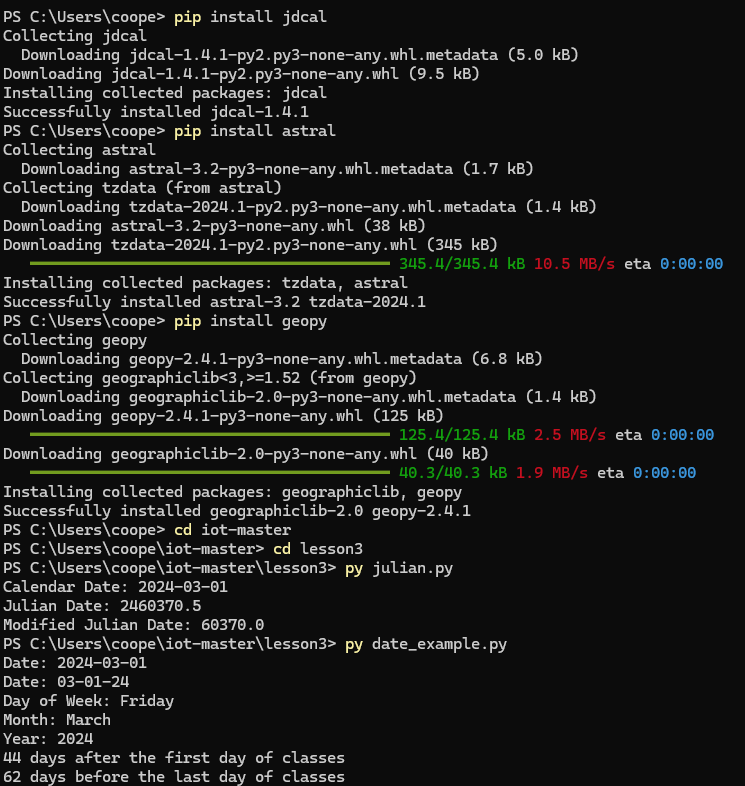 PS C:\Users\coope> pip install jdcal
Collecting jdcal
  Downloading jdcal-1.4.1-py2.py3-none-any.whl.metadata (5.0 kB)
Downloading jdcal-1.4.1-py2.py3-none-any.whl (9.5 kB)
Installing collected packages: jdcal
Successfully installed jdcal-1.4.1
PS C:\Users\coope> pip install astral
Collecting astral
  Downloading astral-3.2-py3-none-any.whl.metadata (1.7 kB)
Collecting tzdata (from astral)
  Downloading tzdata-2024.1-py2.py3-none-any.whl.metadata (1.4 kB)
Downloading astral-3.2-py3-none-any.whl (38 kB)
Downloading tzdata-2024.1-py2.py3-none-any.whl (345 kB)
345.4/345.4 kB 10.5 MB/s eta 0:00:00
Installing collected packages: tzdata, astral
Successfully installed astral-3.2 tzdata-2024.1
PS C:\Users\coope> pip install geopy
Collecting geopy
  Downloading geopy-2.4.1-py3-none-any.whl.metadata (6.8 kB)
Collecting geographiclib<3,>=1.52 (from geopy)
  Downloading geographiclib-2.0-py3-none-any.whl.metadata (1.4 kB)
Downloading geopy-2.4.1-py3-none-any.whl (125 kB)
125.4/125.4 kB 2.5 MB/s eta 0:00:00
Downloading geographiclib-2.0-py3-none-any.whl (40 kB)
40.3/40.3 kB 1.9 MB/s eta 0:00:00
Installing collected packages: geographiclib, geopy
Successfully installed geographiclib-2.0 geopy-2.4.1
PS C:\Users\coope> cd iot-master
PS C:\Users\coope\iot-master> cd lesson3
PS C:\Users\coope\iot-master\lesson3> py julian.py
Calendar Date: 2024-03-01
Julian Date: 2460370.5
Modified Julian Date: 60370.0
PS C:\Users\coope\iot-master\lesson3> py date_example.py
Date: 2024-03-01
Date: 03-01-24
Day of Week: Friday
Month: March
Year: 2024
44 days after the first day of classes
62 days before the last day of classes